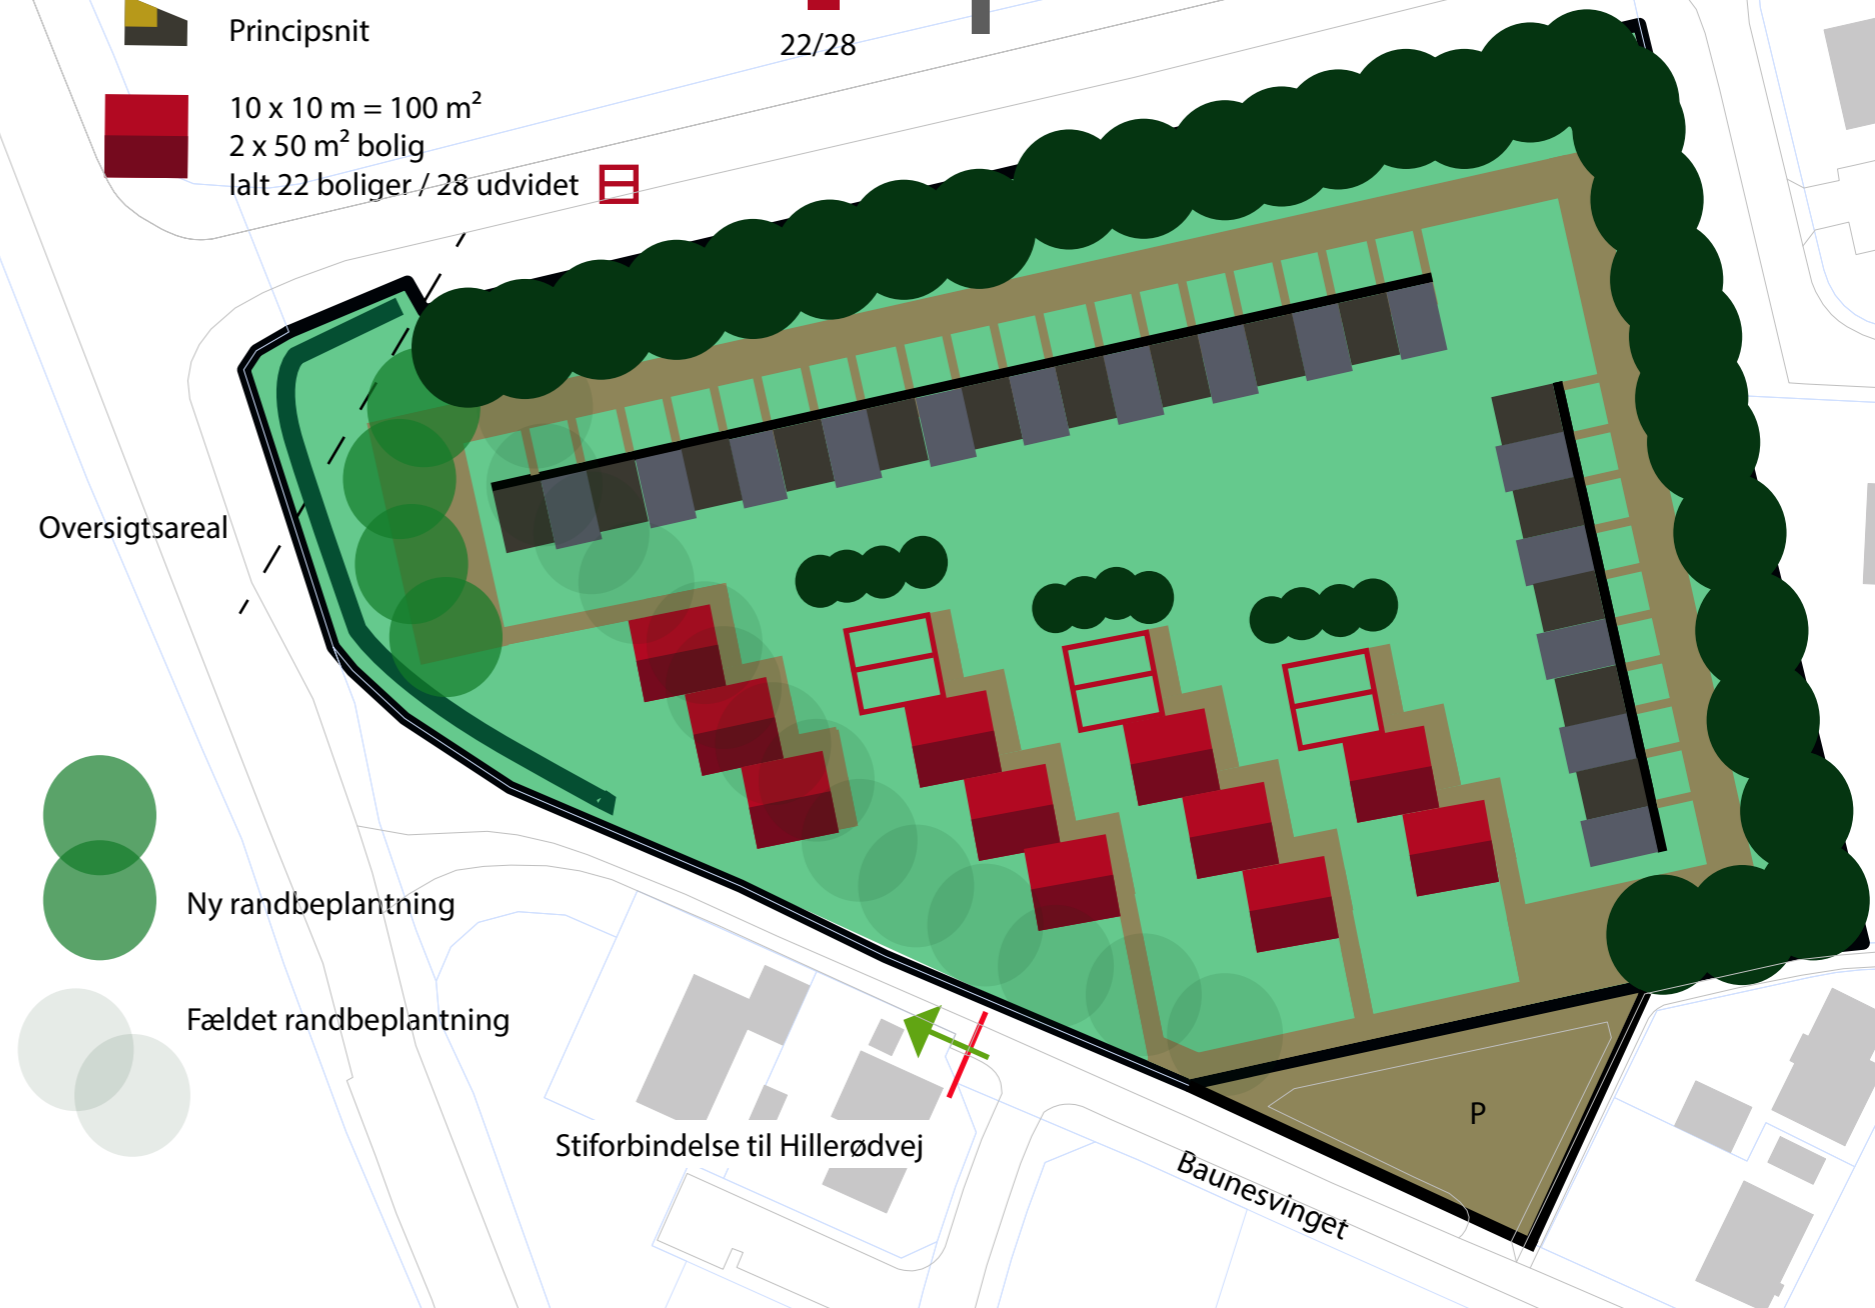 Principsnit
22/28
10 x 10 m = 100 m²
2 x 50 m² bolig
Ialt 22 boliger / 28 udvidet
Oversigtsareal
Ny randbeplantning
Fældet randbeplantning
Stiforbindelse til Hillerødvej
Baunesvinget
P